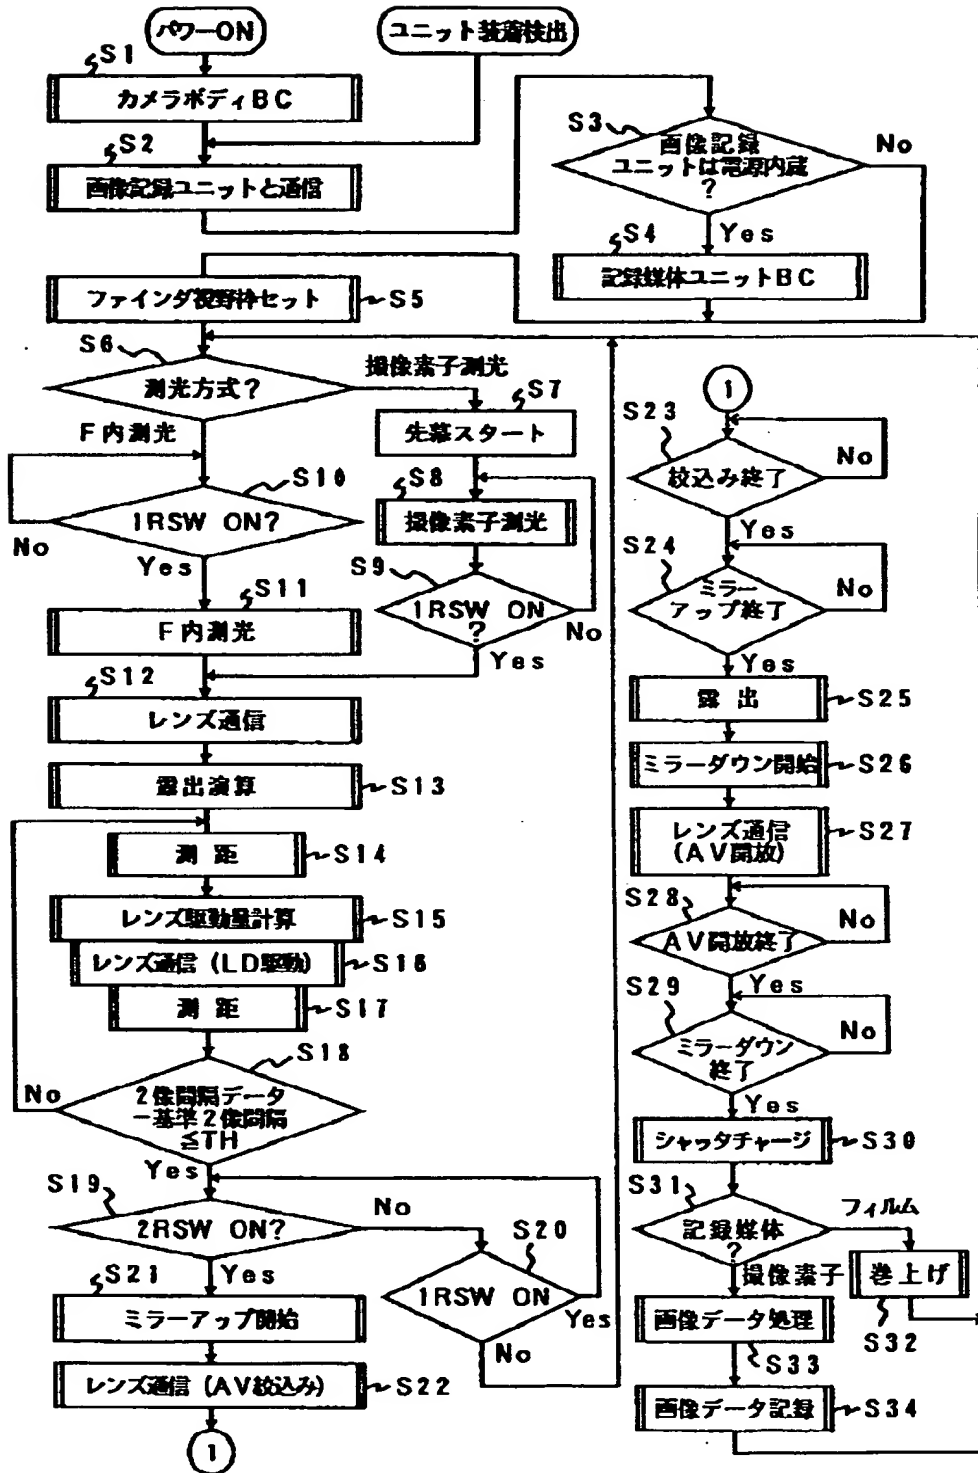 パワーON
ユニット装着検出
S1
カメラボディBC
S2
画像記録ユニットと通信
S3
画像記録
ユニットは電源内蔵
?
No
Yes
S4
記録媒体ユニットBC
ファインダ視野枠セット
S5
S6
測光方式?
撮像素子測光
F内測光
S7
先幕スタート
S8
撮像素子測光
S9
1RSW ON
?
No
Yes
S10
1RSW ON?
No
Yes
S11
F内測光
S12
レンズ通信
露出演算
S13
測距
S14
レンズ駆動量計算
S15
レンズ通信(LD駆動)
S16
測距
S17
S18
2像間隔データ
−基準2像間隔
≦TH
No
Yes
S19
2RSW ON?
No
Yes
S20
1RSW ON
Yes
No
S21
ミラーアップ開始
レンズ通信(AV絞込み)
S22
1
1
S23
絞込み終了
No
Yes
S24
ミラー
アップ終了
No
Yes
露出
S25
ミラーダウン開始
S26
レンズ通信
(AV開放)
S27
S28
AV開放終了
No
Yes
S29
ミラーダウン
終了
No
Yes
シャッタチャージ
S30
S31
記録媒体
?
フィルム
撮像素子
巻上げ
S32
画像データ処理
S33
画像データ記録
S34